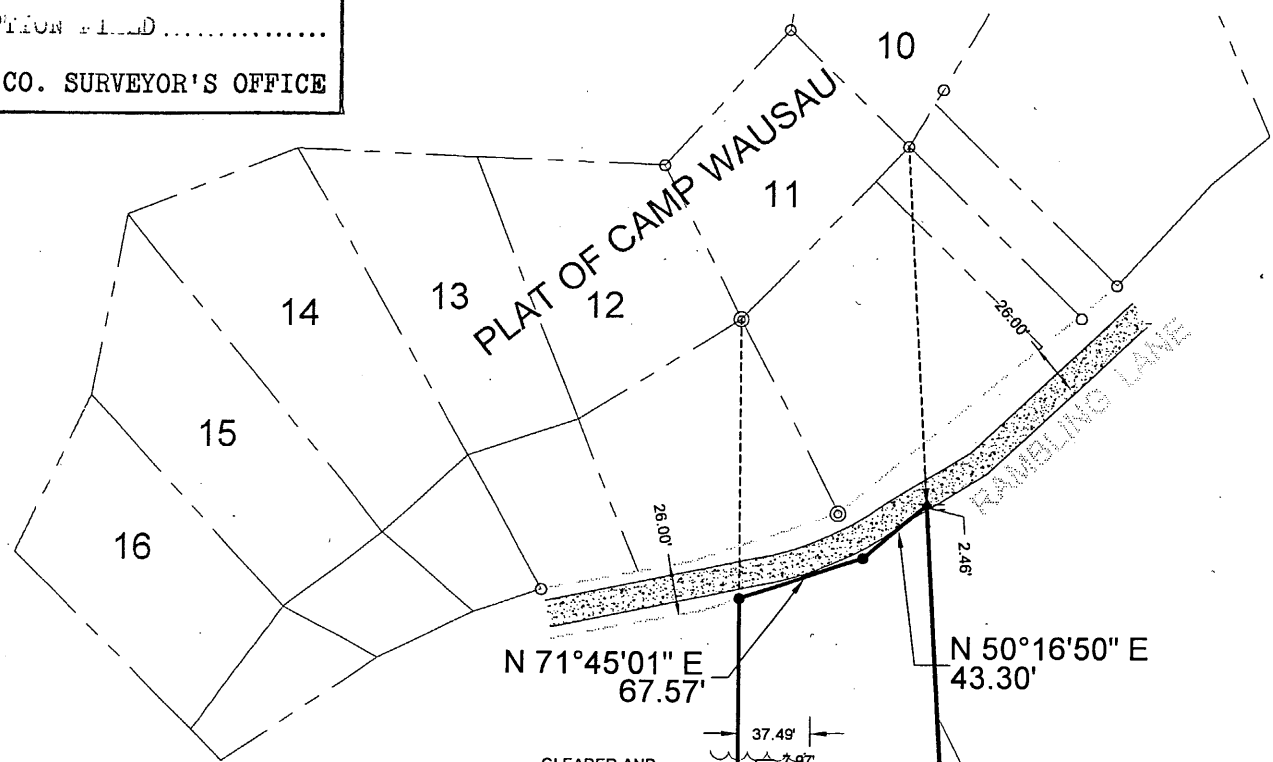 CO. SURVEYOR'S OFFICE
10
PLAT OF CAMP WAUSAU
11
12
13
14
15
16
26.00'
RAMBLING LANE
26.00'
2.46'
N 71°45'01" E
67.57'
N 50°16'50" E
43.30'
37.49'